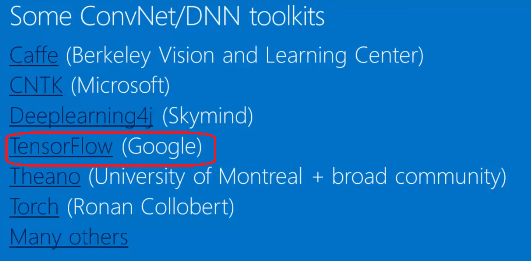 Some ConvNet/DNN toolkits
Caffe (Berkeley Vision and Learning Center)
CNTK (Microsoft)
Deeplearning4j (Skymind)
TensorFlow (Google)
Theano (University of Montreal + broad community)
Torch (Ronan Collobert)
Many others